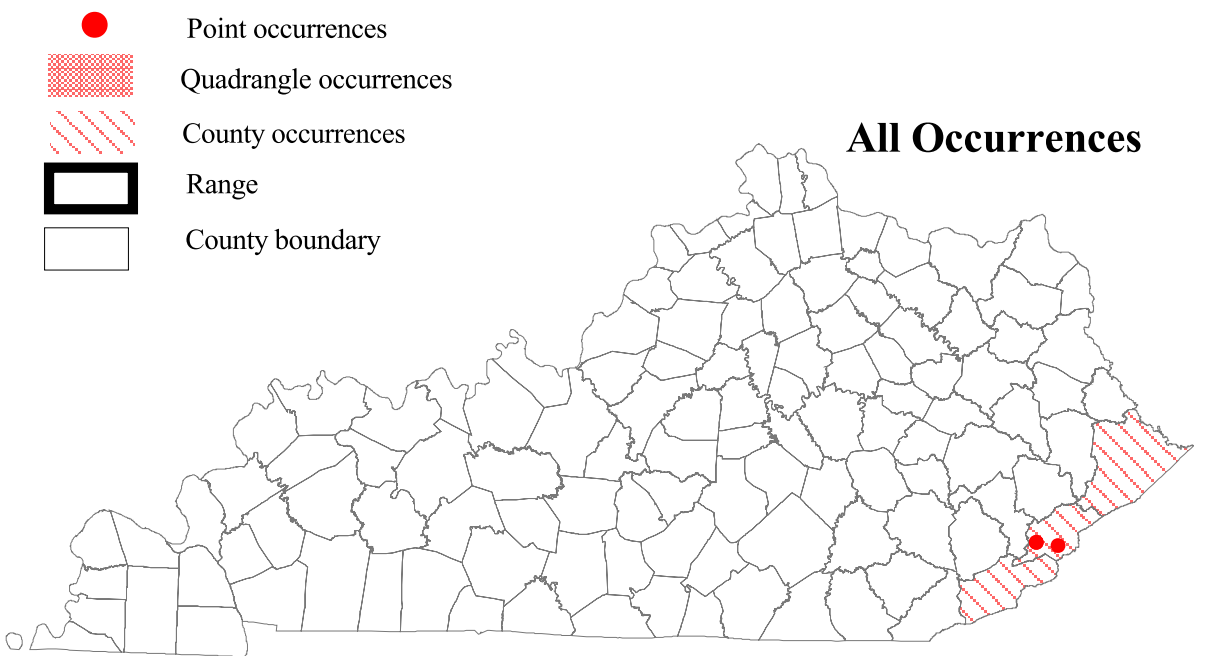 Point occurrences
Quadrangle occurrences
County occurrences
Range
County boundary
All Occurrences